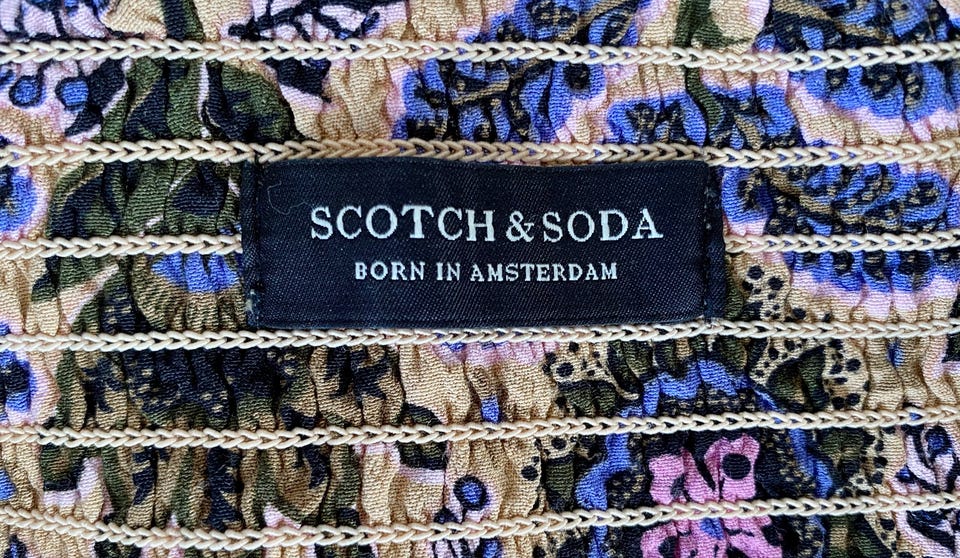 SCOTCH & SODA
BORN IN AMSTERDAM